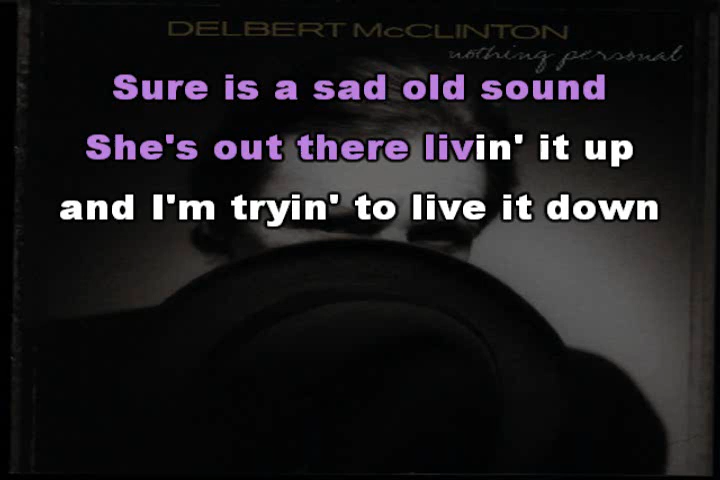 DELBERT McCLINTON
nothing personal
Sure is a sad old sound
She's out there livin' it up
and I'm tryin' to live it down